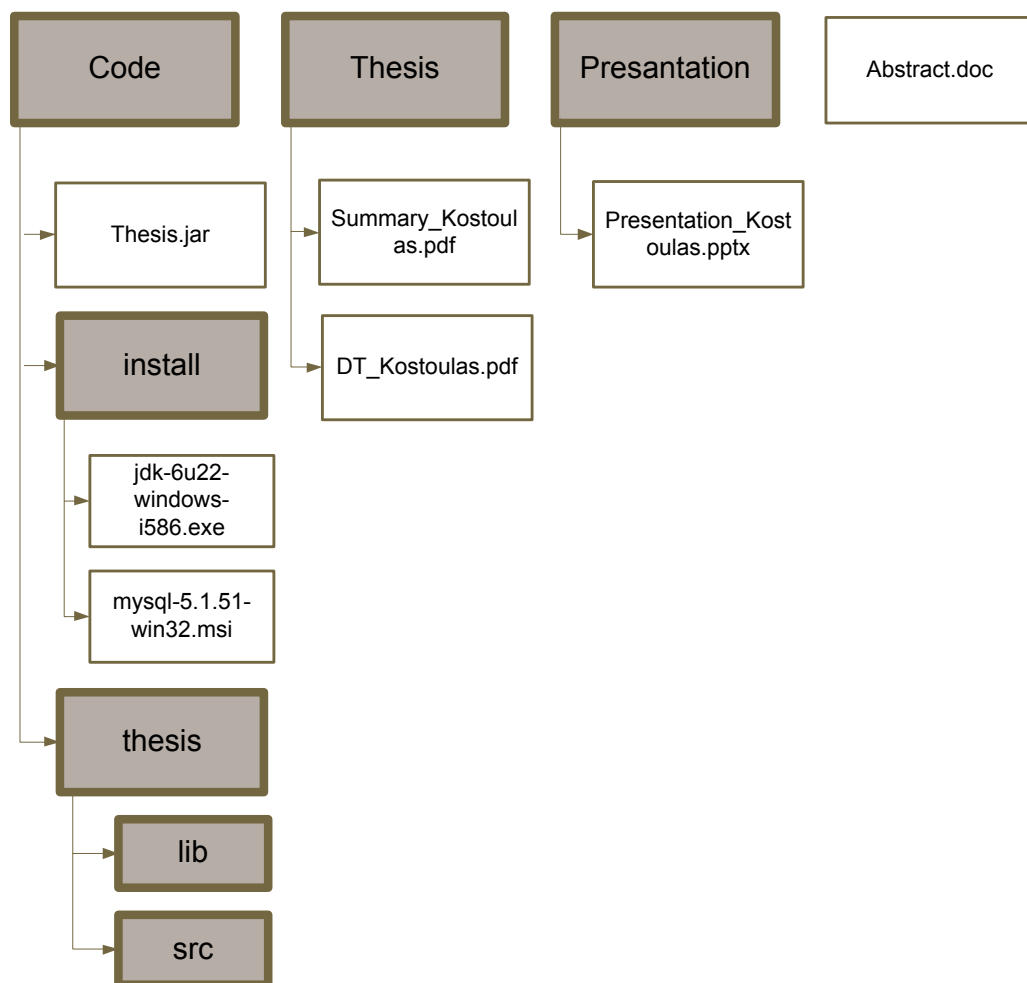 Code
Thesis
Presantation
Abstract.doc
Thesis.jar
Summary_Kostoul
as.pdf
Presentation_Kost
oulas.pptx
install
DT_Kostoulas.pdf
jdk-6u22-
windows-
i586.exe
mysql-5.1.51-
win32.msi
thesis
lib
src